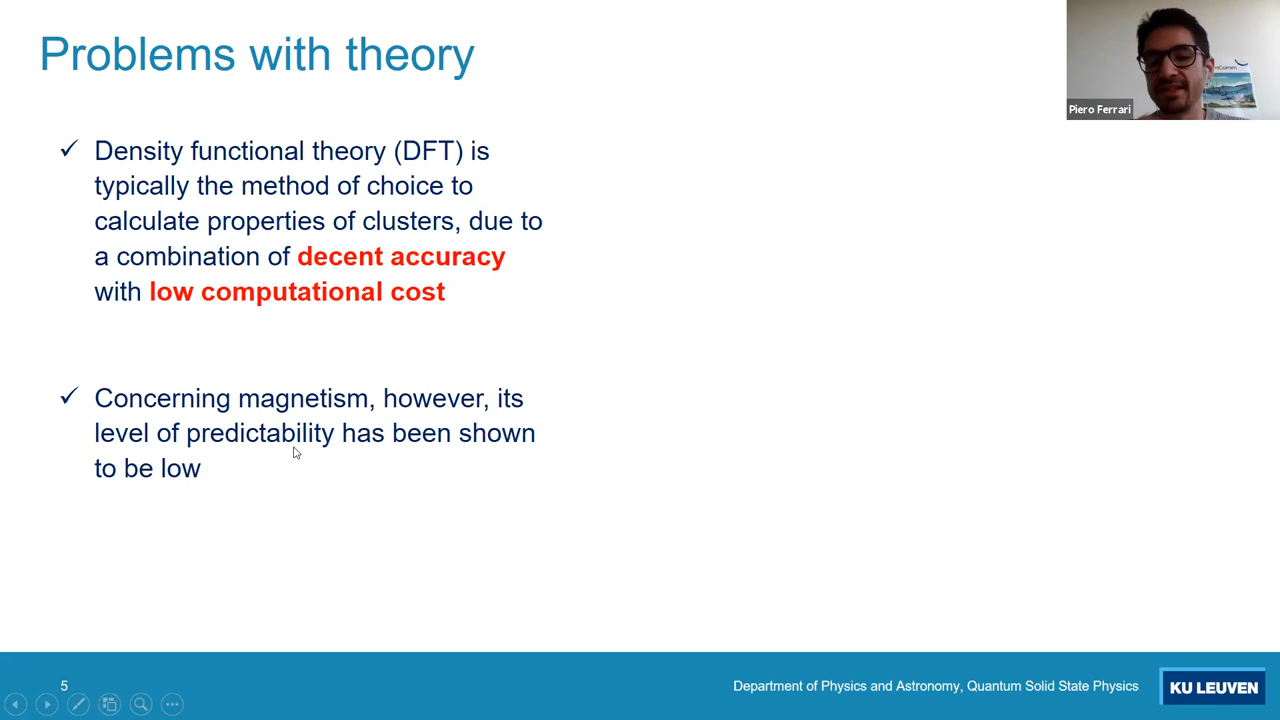 Problems with theory
Piero Ferrari
✓ Density functional theory (DFT) is
typically the method of choice to
calculate properties of clusters, due to
a combination of decent accuracy
with low computational cost
✓ Concerning magnetism, however, its
level of predictability has been shown
to be low
5
Department of Physics and Astronomy, Quantum Solid State Physics
KU LEUVEN